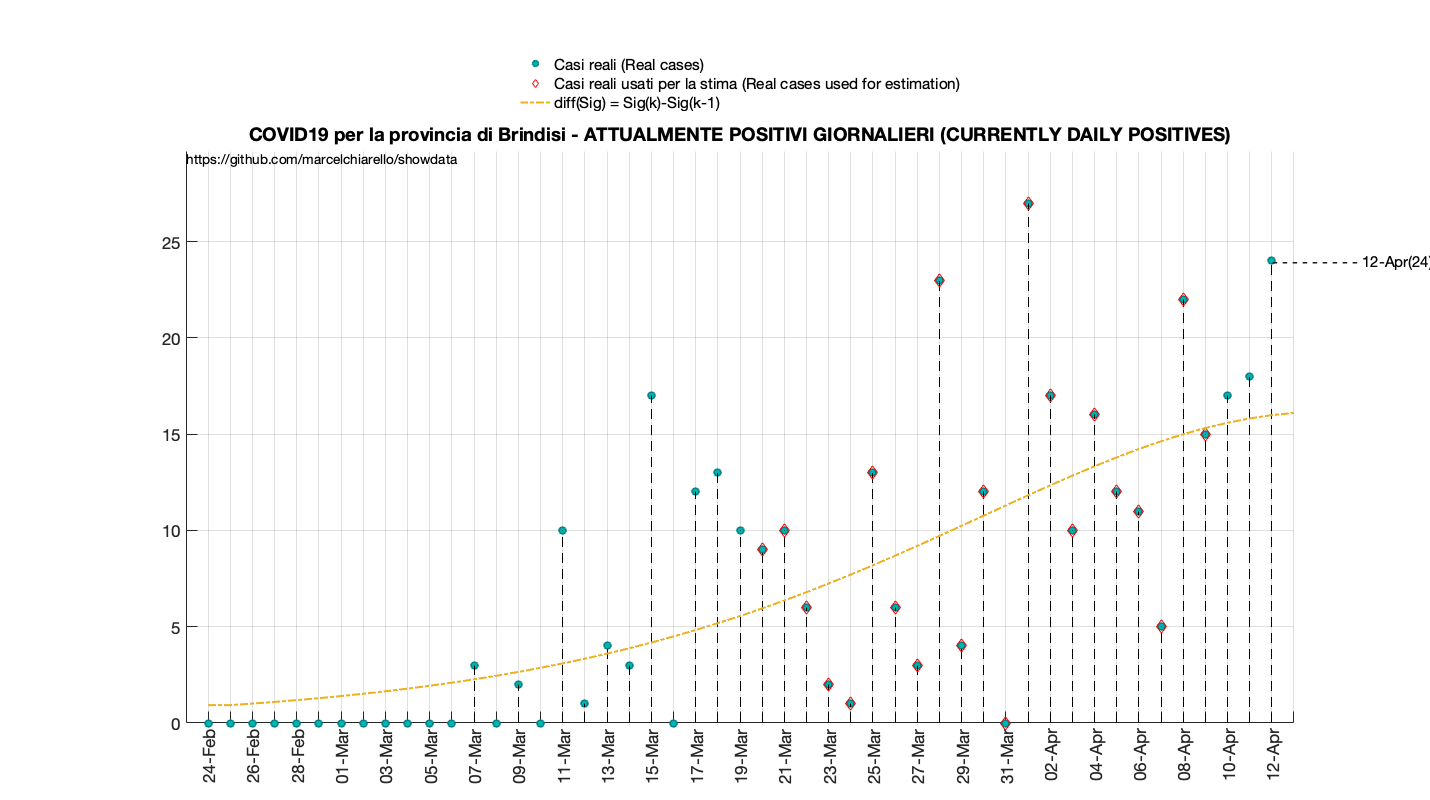 Casi reali (Real cases)
Casi reali usati per la stima (Real cases used for estimation)
diff(Sig) = Sig(k)-Sig(k-1)
COVID19 per la provincia di Brindisi - ATTUALMENTE POSITIVI GIORNALIERI (CURRENTLY DAILY POSITIVES)
https://github.com/marcelchiarello/showdata
25
20
15
10
5
0
12-Apr(24)
24-Feb
26-Feb
28-Feb
01-Mar
03-Mar
05-Mar
07-Mar
09-Mar
11-Mar
13-Mar
15-Mar
17-Mar
19-Mar
21-Mar
23-Mar
25-Mar
27-Mar
29-Mar
31-Mar
02-Apr
04-Apr
06-Apr
08-Apr
10-Apr
12-Apr